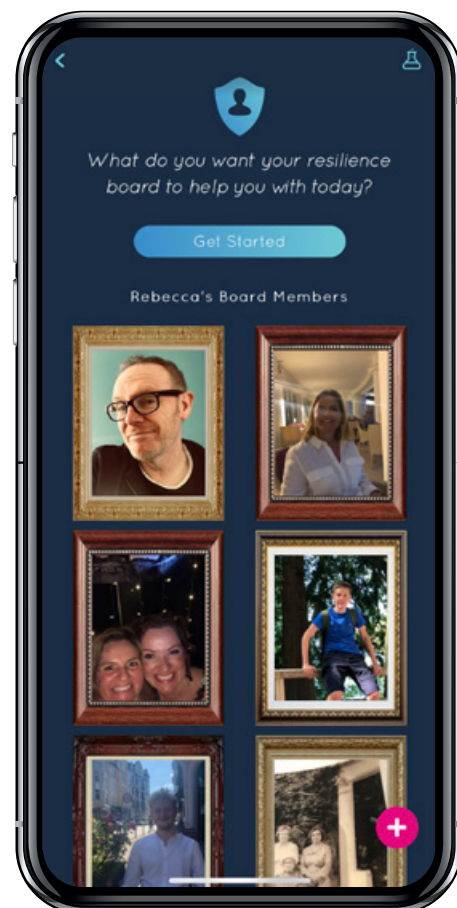 What do you want your resilience
board to help you with today?
Get Started
Rebecca's Board Members